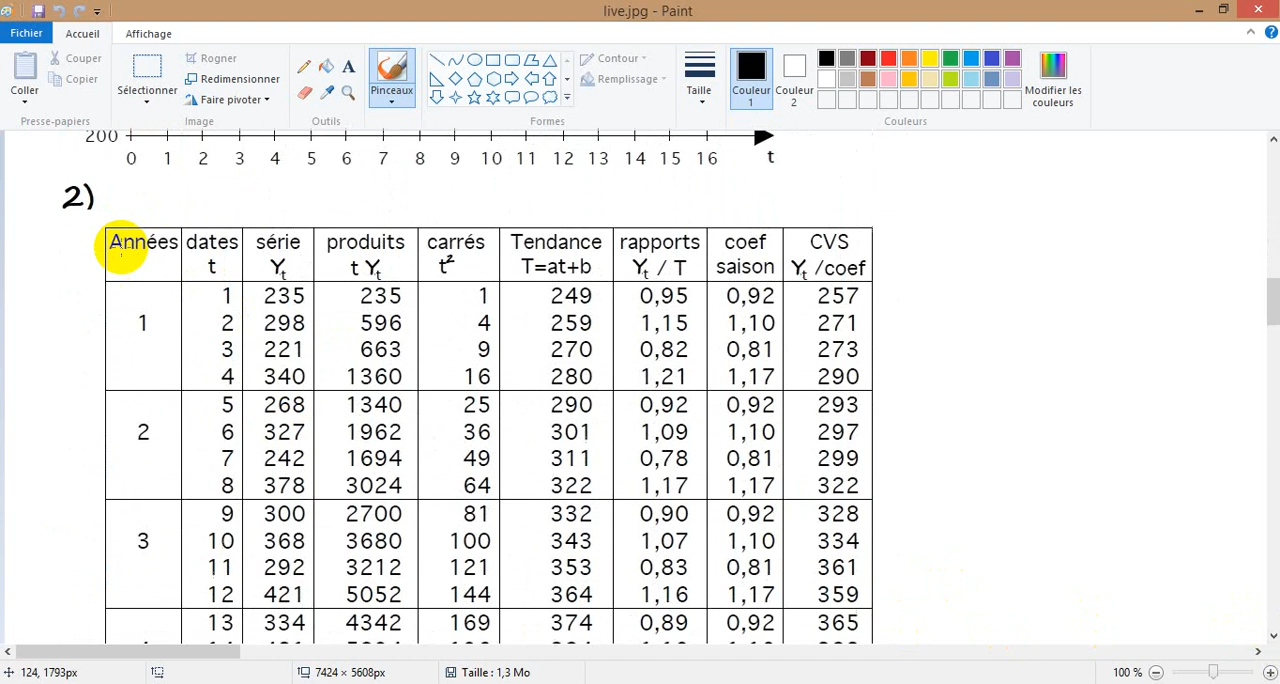 live.jpg - Paint
Fichier Accueil Affichage
Coller
Couper
Copier
Presse-papiers
Sélectionner
Rogner
Redimensionner
Faire pivoter
Image
A
Outils
Pinceaux
Contour
Remplissage
Formes
Taille
Couleur 1
Couleur 2
Modifier les couleurs
Couleurs
200
0 1 2 3 4 5 6 7 8 9 10 11 12 13 14 15 16 t
2)
Années dates série produits carrés Tendance rapports coef CVS
t Yt t Yt t² T=at+b Yt / T saison Yt /coef
1 235 235 1 249 0,95 0,92 257
1 2 298 596 4 259 1,15 1,10 271
3 221 663 9 270 0,82 0,81 273
4 340 1360 16 280 1,21 1,17 290
5 268 1340 25 290 0,92 0,92 293
2 6 327 1962 36 301 1,09 1,10 297
7 242 1694 49 311 0,78 0,81 299
8 378 3024 64 322 1,17 1,17 322
9 300 2700 81 332 0,90 0,92 328
3 10 368 3680 100 343 1,07 1,10 334
11 292 3212 121 353 0,83 0,81 361
12 421 5052 144 364 1,16 1,17 359
13 334 4342 169 374 0,89 0,92 365
124, 1793px 7424 × 5608px Taille : 1,3 Mo 100 %